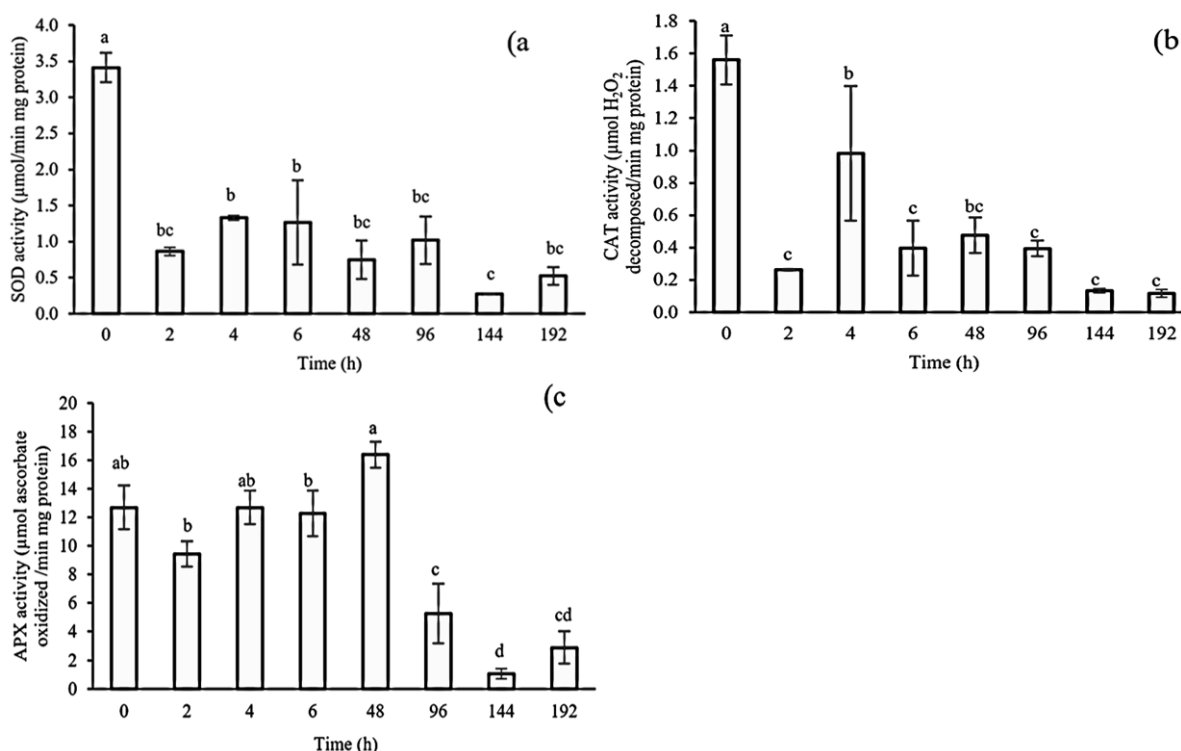 (a
SOD activity (µmol/min mg protein)
4.0
3.5
3.0
2.5
2.0
1.5
1.0
0.5
0.0
a
bc
b
b
bc
bc
c
bc
0 2 4 6 48 96 144 192
Time (h)
(b
CAT activity (µmol H₂O₂
decomposed/min mg protein)
1.8
1.6
1.4
1.2
1.0
0.8
0.6
0.4
0.2
0.0
a
c
b
c
bc
c
c
c
0 2 4 6 48 96 144 192
Time (h)
(c
APX activity (µmol ascorbate
oxidized /min mg protein)
20
18
16
14
12
10
8
6
4
2
0
ab
b
ab
b
a
c
d
cd
0 2 4 6 48 96 144 192
Time (h)